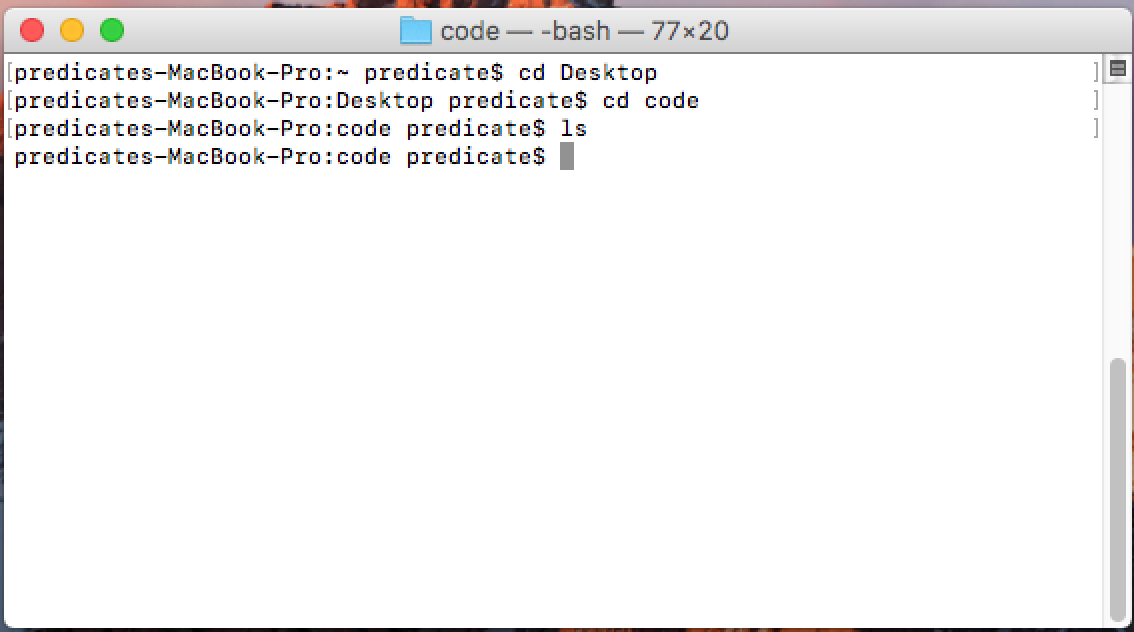 code — -bash — 77×20
[predicates-MacBook-Pro:~ predicate$ cd Desktop ]
[predicates-MacBook-Pro:Desktop predicate$ cd code ]
[predicates-MacBook-Pro:code predicate$ ls ]
predicates-MacBook-Pro:code predicate$